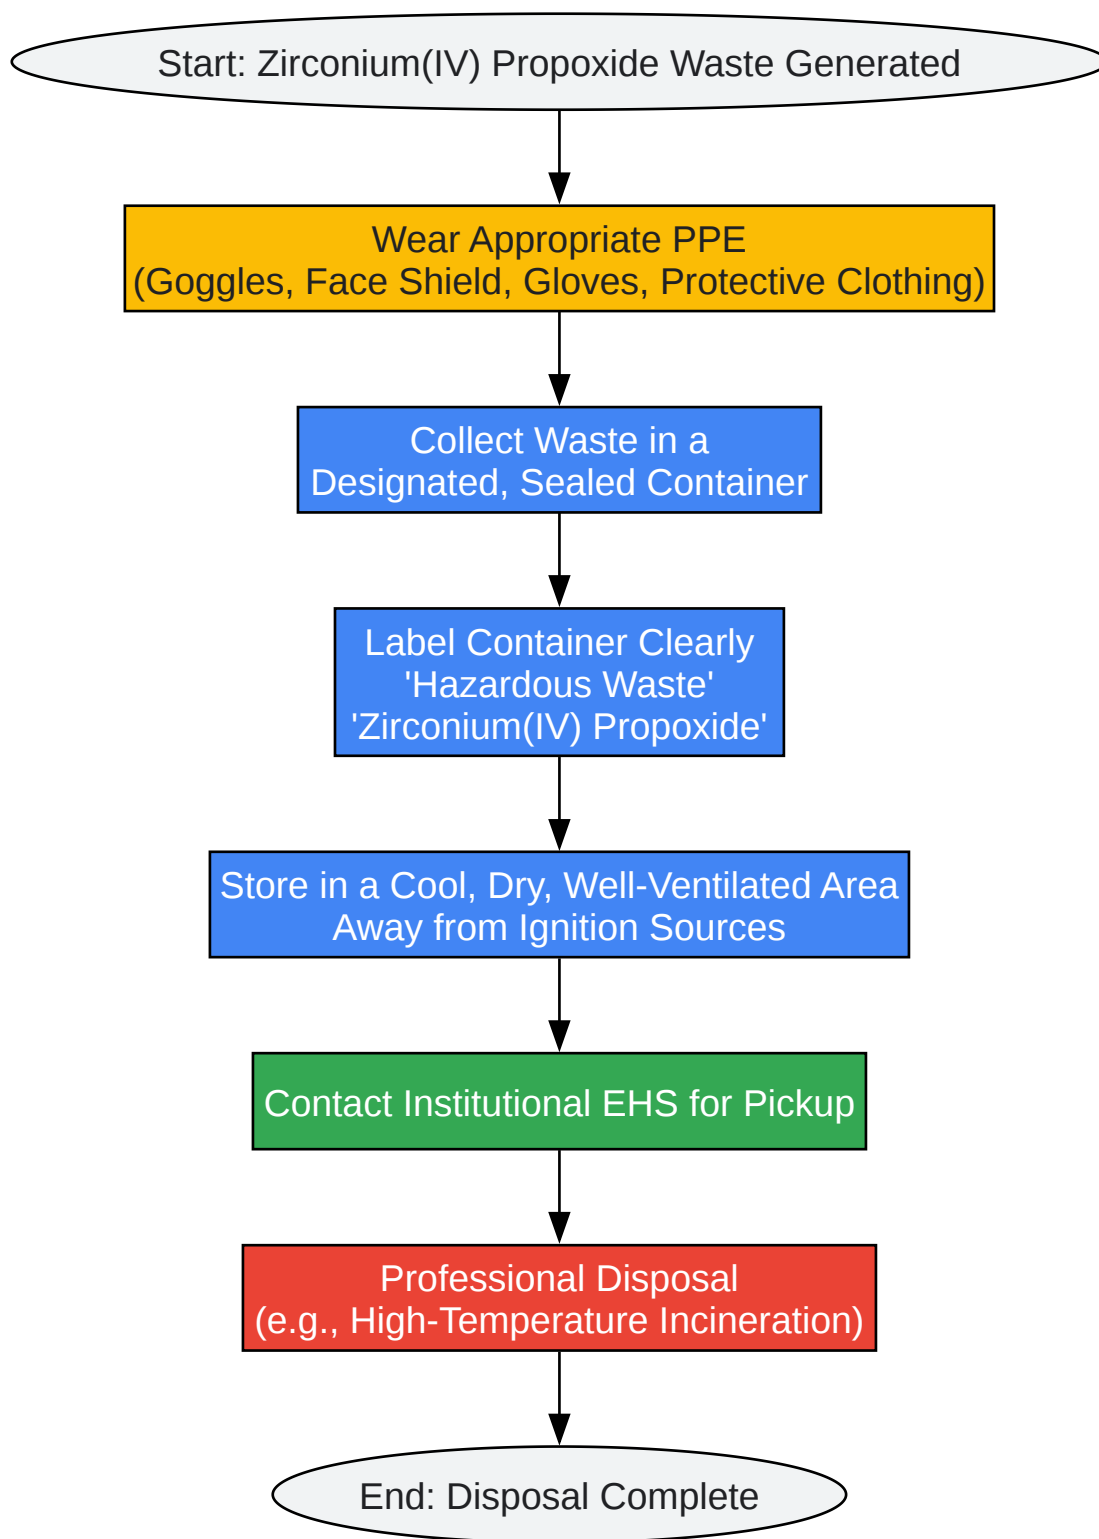 Start: Zirconium(IV) Propoxide Waste Generated
Wear Appropriate PPE
(Goggles, Face Shield, Gloves, Protective Clothing)
Collect Waste in a
Designated, Sealed Container
Label Container Clearly
'Hazardous Waste'
'Zirconium(IV) Propoxide'
Store in a Cool, Dry, Well-Ventilated Area
Away from Ignition Sources
Contact Institutional EHS for Pickup
Professional Disposal
(e.g., High-Temperature Incineration)
End: Disposal Complete